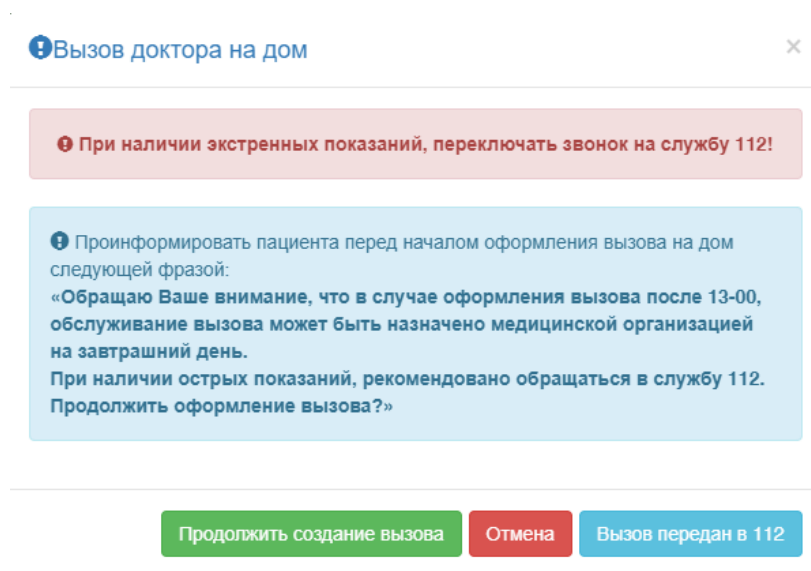 Вызов доктора на дом
×
При наличии экстренных показаний, переключать звонок на службу 112!
Проинформировать пациента перед началом оформления вызова на дом
следующей фразой:
«Обращаю Ваше внимание, что в случае оформления вызова после 13-00,
обслуживание вызова может быть назначено медицинской организацией
на завтрашний день.
При наличии острых показаний, рекомендовано обращаться в службу 112.
Продолжить оформление вызова?»
Продолжить создание вызова
Отмена
Вызов передан в 112